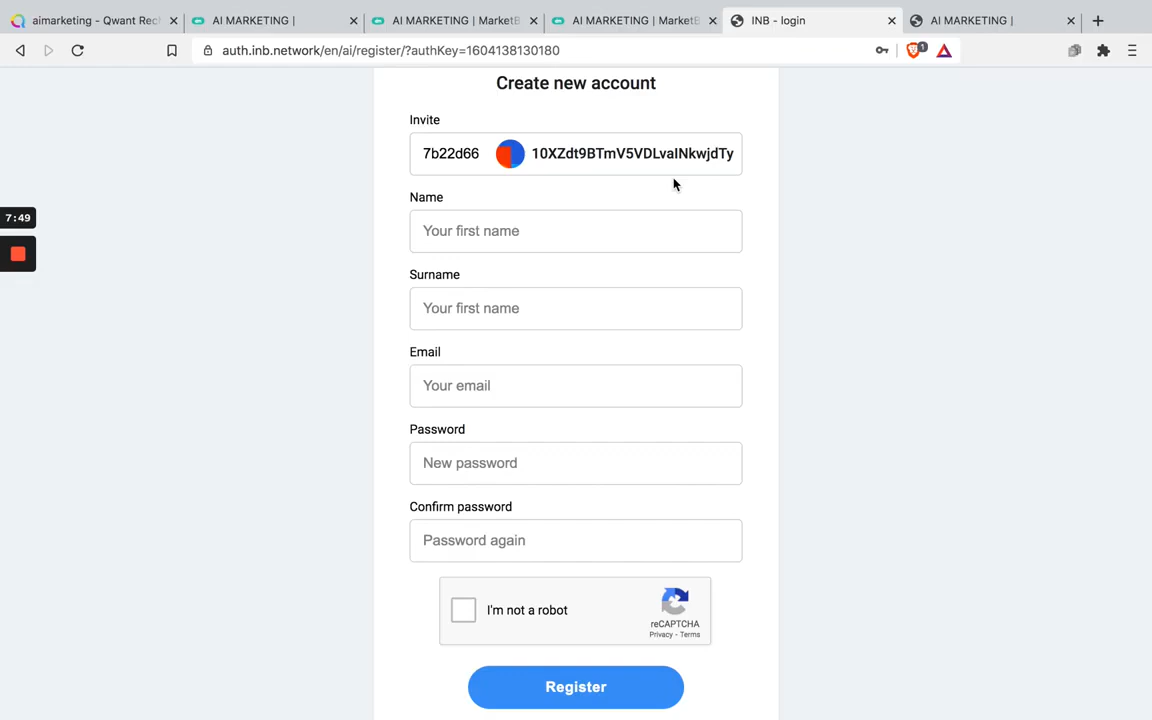 aimarketing - Qwant Rec
AI MARKETING |
AI MARKETING | MarketB
AI MARKETING | MarketB
INB - login
AI MARKETING |
auth.inb.network/en/ai/register/?authKey=1604138130180
1
Create new account
Invite
7b22d66 10XZdt9BTmV5VDLvaINkwjdTy
7:49
Name
Your first name
Surname
Your first name
Email
Your email
Password
New password
Confirm password
Password again
I'm not a robot
reCAPTCHA
Privacy - Terms
Register